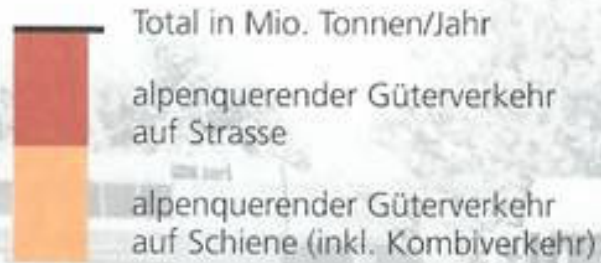 Total in Mio. Tonnen/Jahr
alpenquerender Güterverkehr
auf Strasse
alpenquerender Güterverkehr
auf Schiene (inkl. Kombiverkehr)